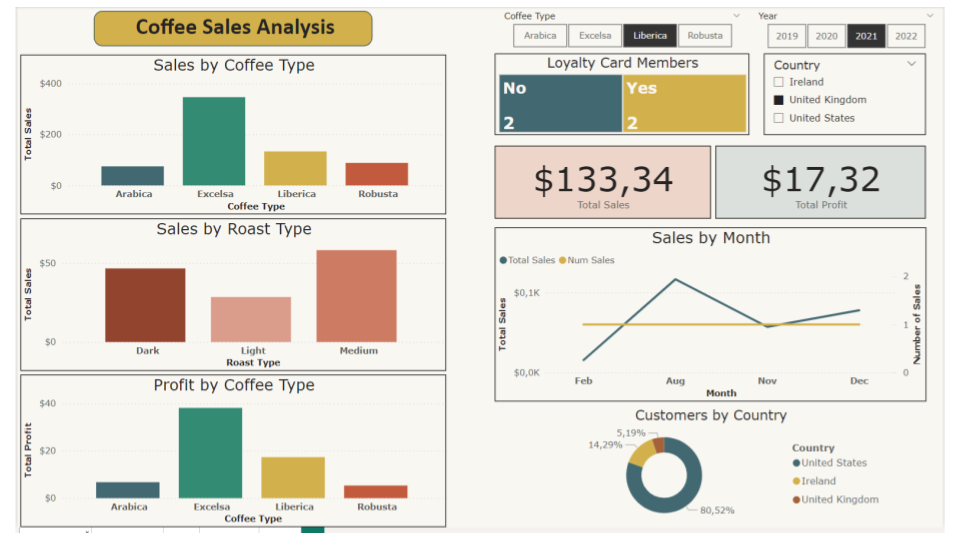 Coffee Sales Analysis
Coffee Type
Arabica Excelsa Liberica Robusta
Year
2019 2020 2021 2022
Sales by Coffee Type
$400
$200
$0
Total Sales
Arabica Excelsa Liberica Robusta
Coffee Type
Sales by Roast Type
$50
$0
Total Sales
Dark Light Medium
Roast Type
Profit by Coffee Type
$40
$20
$0
Total Profit
Arabica Excelsa Liberica Robusta
Coffee Type
Loyalty Card Members
No Yes
2 2
Country
Ireland
United Kingdom
United States
$133,34
Total Sales
$17,32
Total Profit
Sales by Month
Total Sales Num Sales
$0,1K
$0,0K
Total Sales
2
1
0
Number of Sales
Feb Aug Nov Dec
Month
Customers by Country
5,19%
14,29%
80,52%
Country
United States
Ireland
United Kingdom